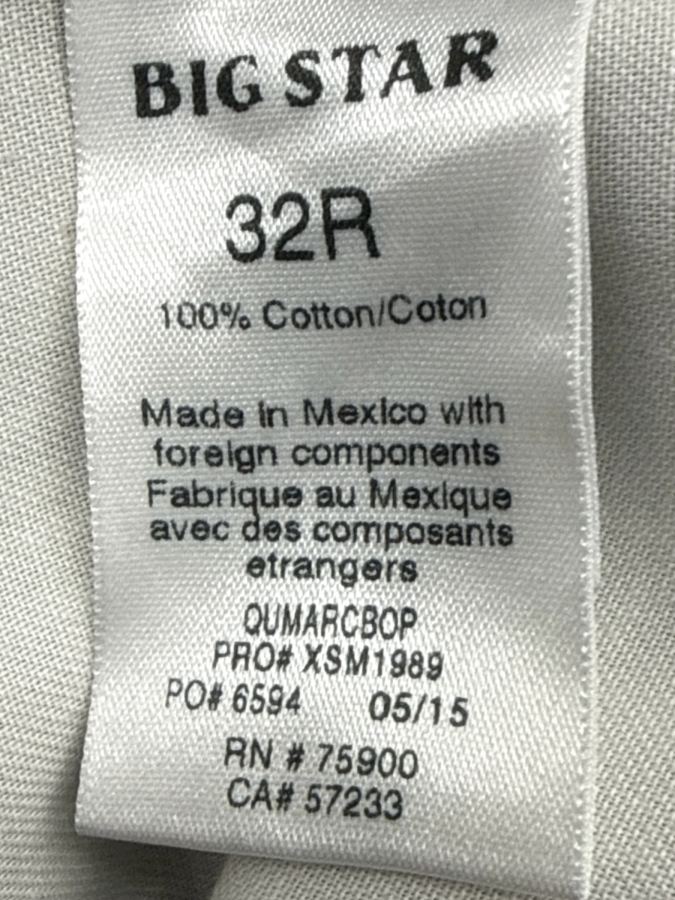 BIG STAR
32R
100% Cotton/Coton
Made in Mexico with
foreign components
Fabrique au Mexique
avec des composants
etrangers
QUMARCBOP
PRO# XSM1989
PO# 6594 05/15
RN # 75900
CA# 57233